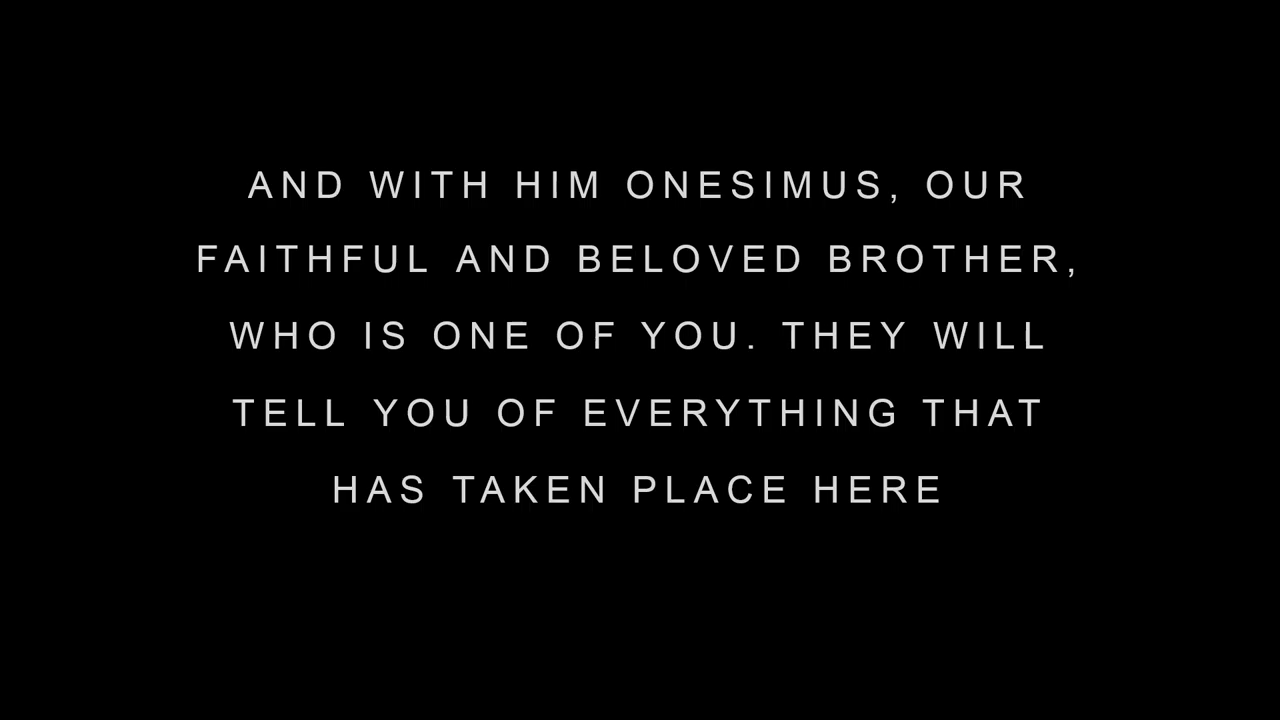 AND WITH HIM ONESIMUS, OUR
FAITHFUL AND BELOVED BROTHER,
WHO IS ONE OF YOU. THEY WILL
TELL YOU OF EVERYTHING THAT
HAS TAKEN PLACE HERE